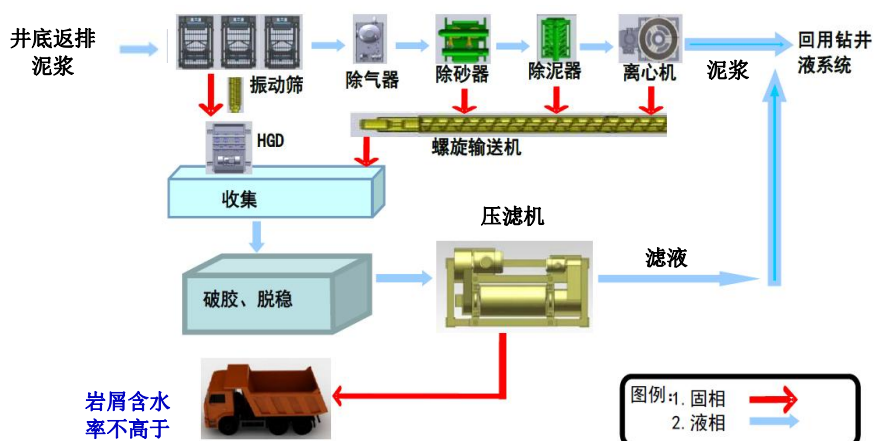 井底返排
泥浆
振动筛
除气器
除砂器
除泥器
离心机
泥浆
回用钻井
液系统
HGD
螺旋输送机
收集
压滤机
滤液
破胶、脱稳
岩屑含水
率不高于
图例:1. 固相
2. 液相